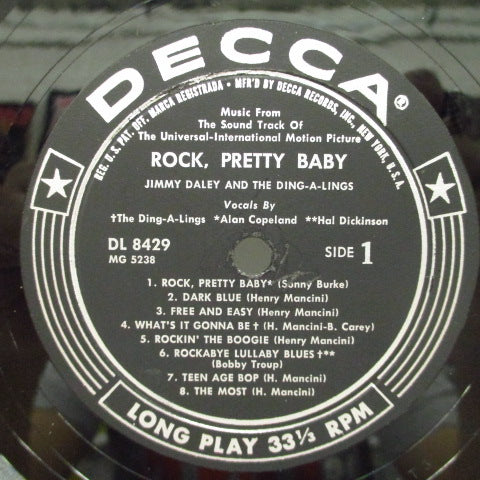 DECCA®
REG. U.S. PAT. OFF. MARCA REGISTRADA • MFR'D BY DECCA RECORDS, INC., NEW YORK, U.S.A.
Music From
The Sound Track Of
The Universal-International Motion Picture
ROCK, PRETTY BABY
JIMMY DALEY AND THE DING-A-LINGS
Vocals By
†The Ding-A-Lings *Alan Copeland **Hal Dickinson
DL 8429
MG 5238
SIDE 1
1. ROCK, PRETTY BABY* (Sonny Burke)
2. DARK BLUE (Henry Mancini)
3. FREE AND EASY (Henry Mancini)
4. WHAT'S IT GONNA BE † (H. Mancini-B. Carey)
5. ROCKIN' THE BOOGIE (Henry Mancini)
6. ROCKABYE LULLABY BLUES †**
(Bobby Troup)
7. TEEN AGE BOP (H. Mancini)
8. THE MOST (H. Mancini)
LONG PLAY 33⅓ RPM